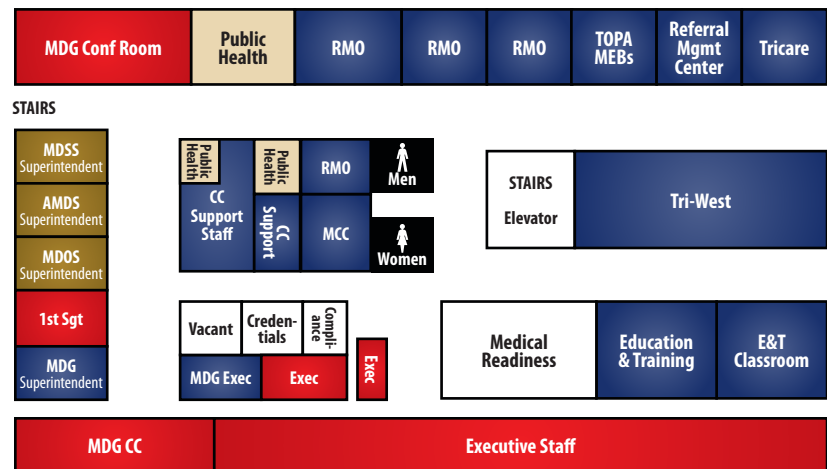 MDG Conf Room
Public
Health
RMO
RMO
RMO
TOPA
MEBs
Referral
Mgmt
Center
Tricare
STAIRS
MDSS
Superintendent
AMDS
Superintendent
MDOS
Superintendent
1st Sgt
MDG
Superintendent
Public
Health
CC
Support
Staff
Public
Health
CC
Support
RMO
MCC
Men
Women
STAIRS
Elevator
Tri-West
Vacant
Creden-
tials
Compli-
ance
MDG Exec
Exec
Exec
Medical
Readiness
Education
& Training
E&T
Classroom
MDG CC
Executive Staff